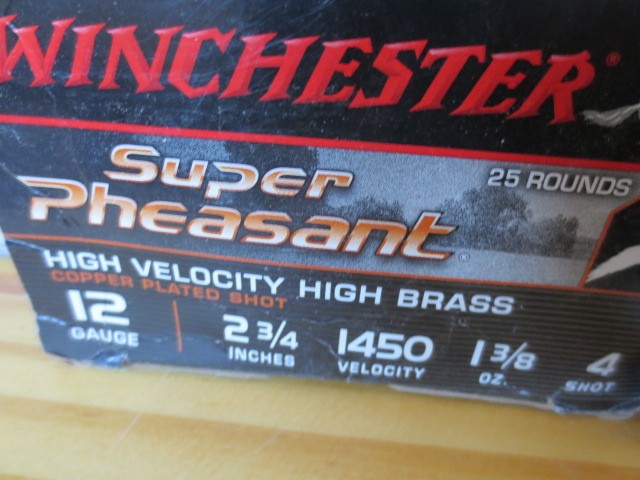 WINCHESTER®
Super
Pheasant®
25 ROUNDS
HIGH VELOCITY HIGH BRASS
COPPER PLATED SHOT
12 GAUGE
2 3/4 INCHES
1450 VELOCITY
1 3/8 OZ.
4 SHOT